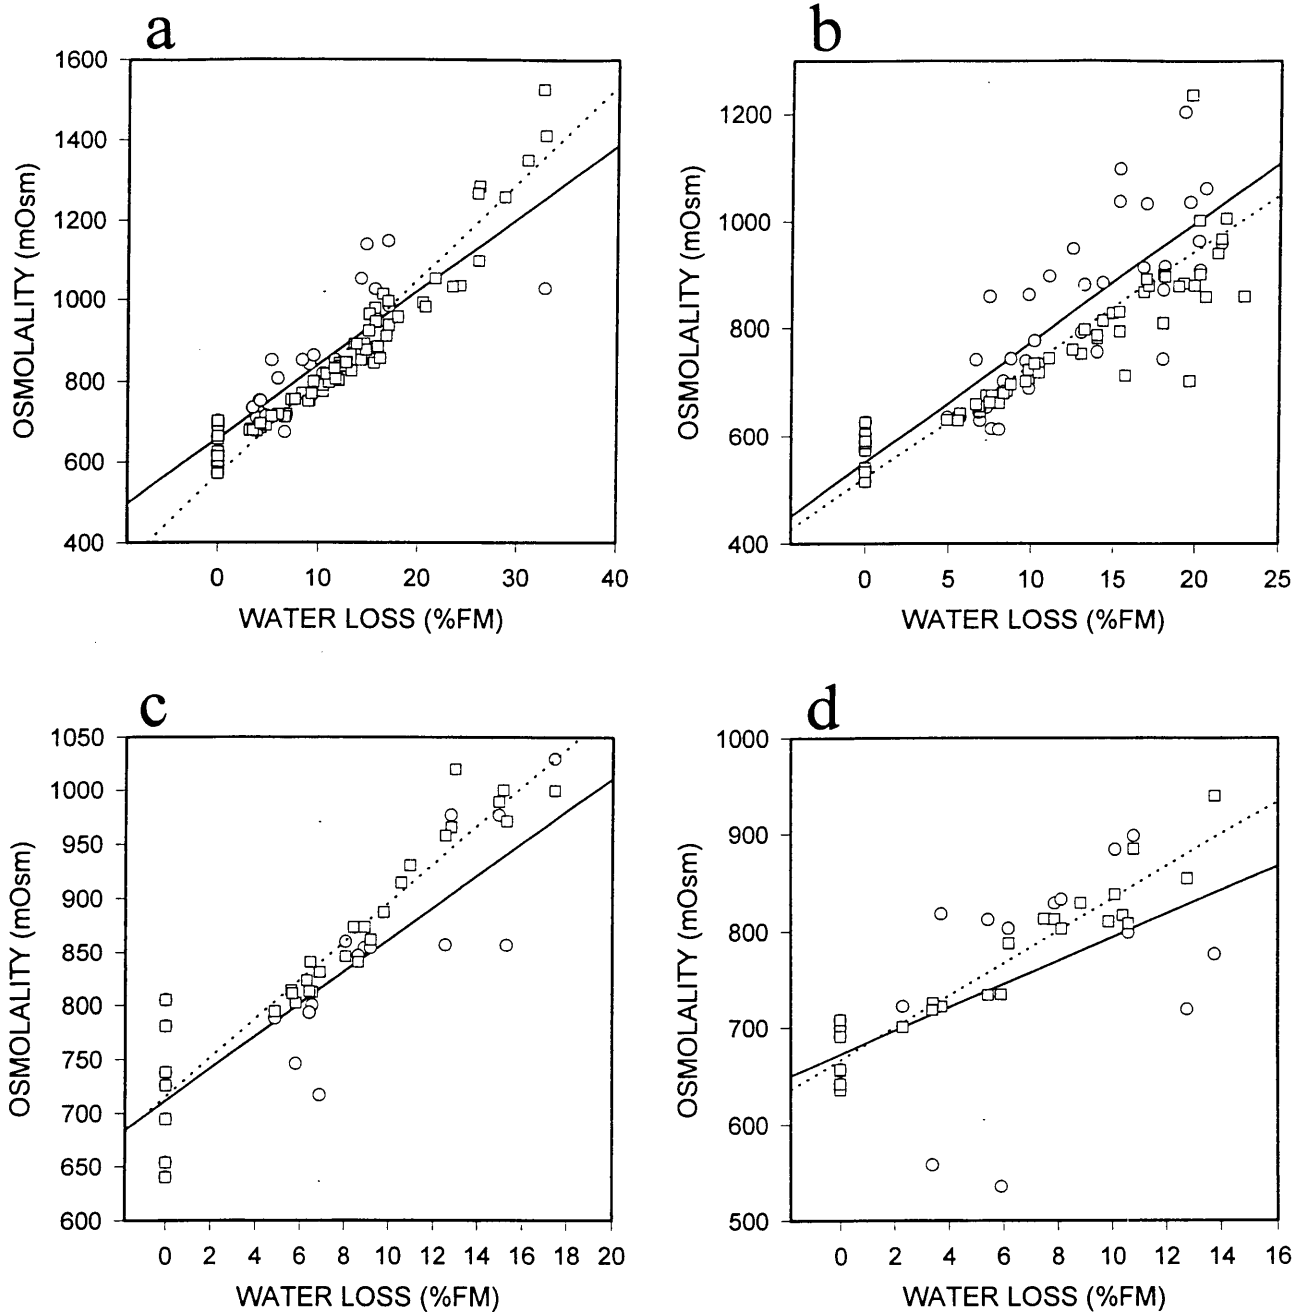 a
1600
1400
1200
1000
800
600
400
OSMOLALITY (mOsm)
0 10 20 30 40
WATER LOSS (%FM)
b
1200
1000
800
600
400
OSMOLALITY (mOsm)
0 5 10 15 20 25
WATER LOSS (%FM)
c
1050
1000
950
900
850
800
750
700
650
600
OSMOLALITY (mOsm)
0 2 4 6 8 10 12 14 16 18 20
WATER LOSS (%FM)
d
1000
900
800
700
600
500
OSMOLALITY (mOsm)
0 2 4 6 8 10 12 14 16
WATER LOSS (%FM)